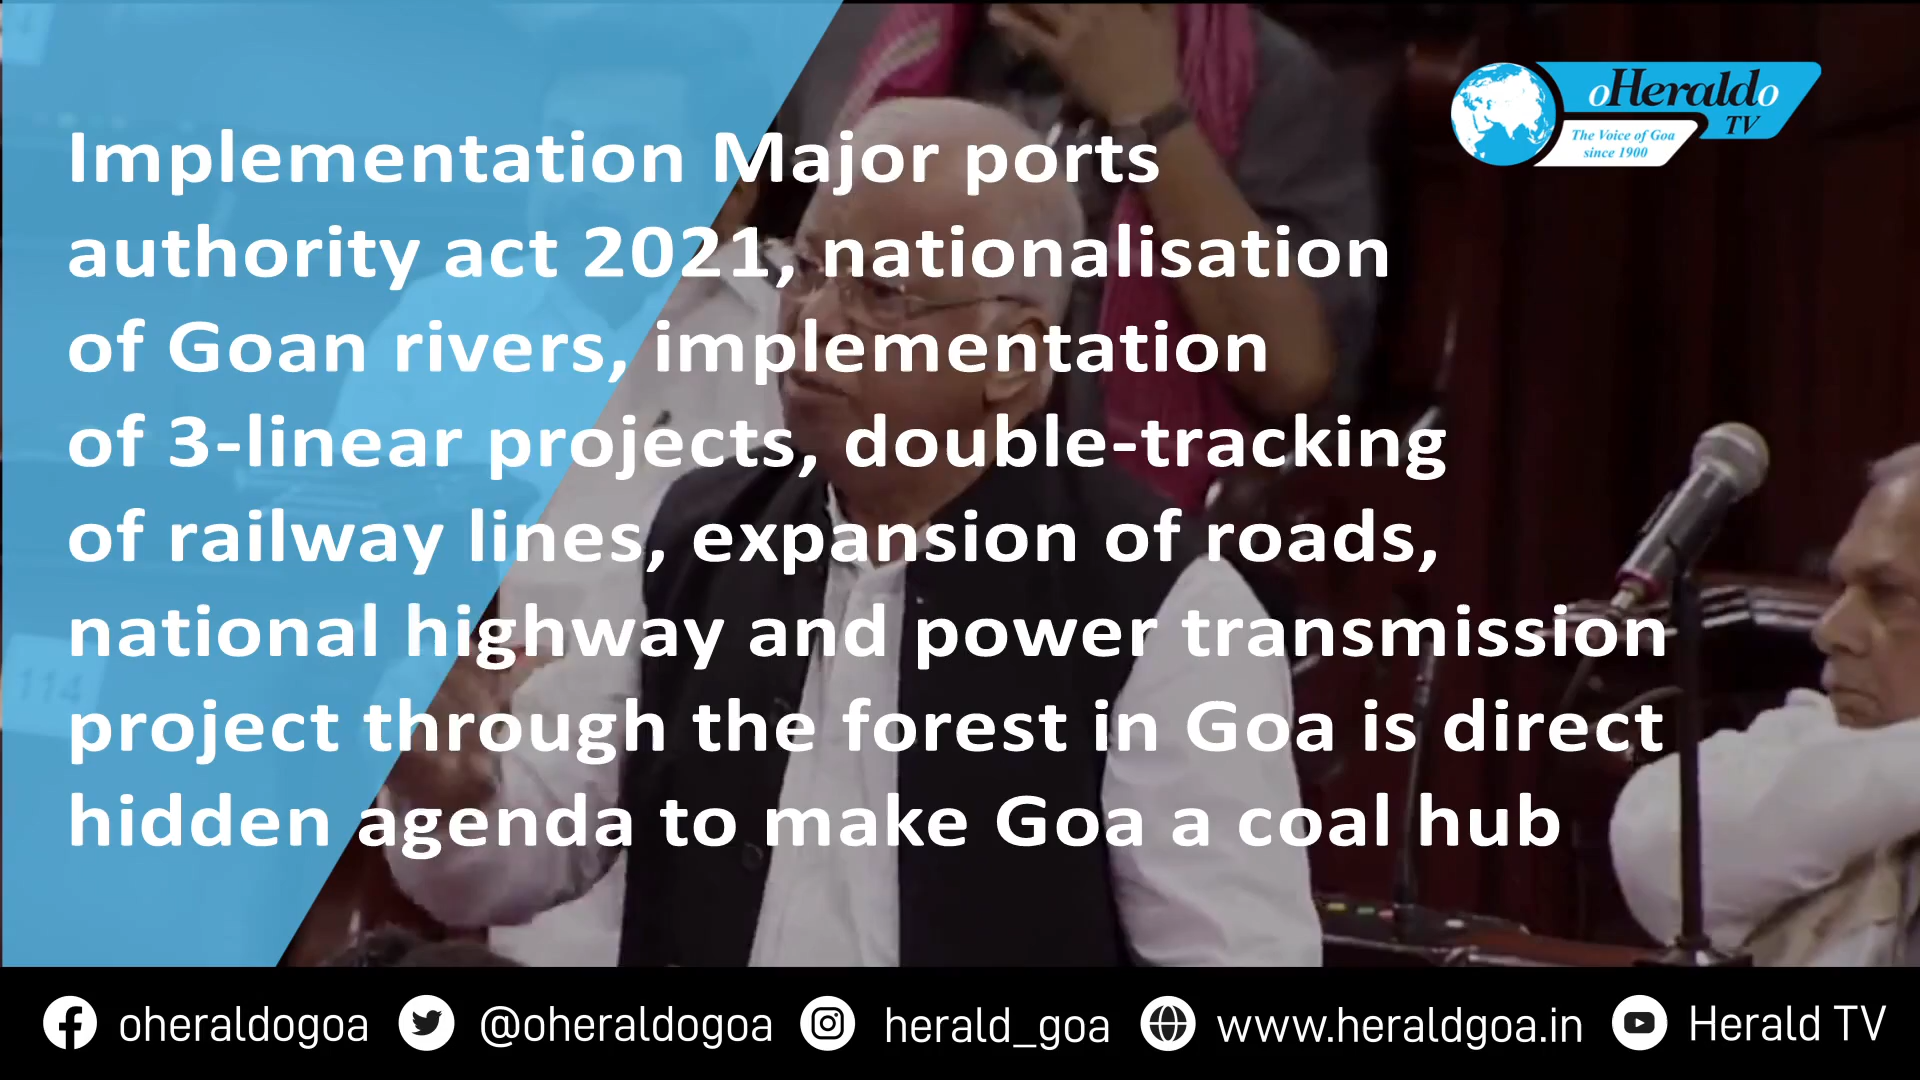 oHeraldo
TV
The Voice of Goa
since 1900
Implementation Major ports
authority act 2021, nationalisation
of Goan rivers, implementation
of 3-linear projects, double-tracking
of railway lines, expansion of roads,
national highway and power transmission
project through the forest in Goa is direct
hidden agenda to make Goa a coal hub
114
oheraldogoa @oheraldogoa herald_goa www.heraldgoa.in Herald TV